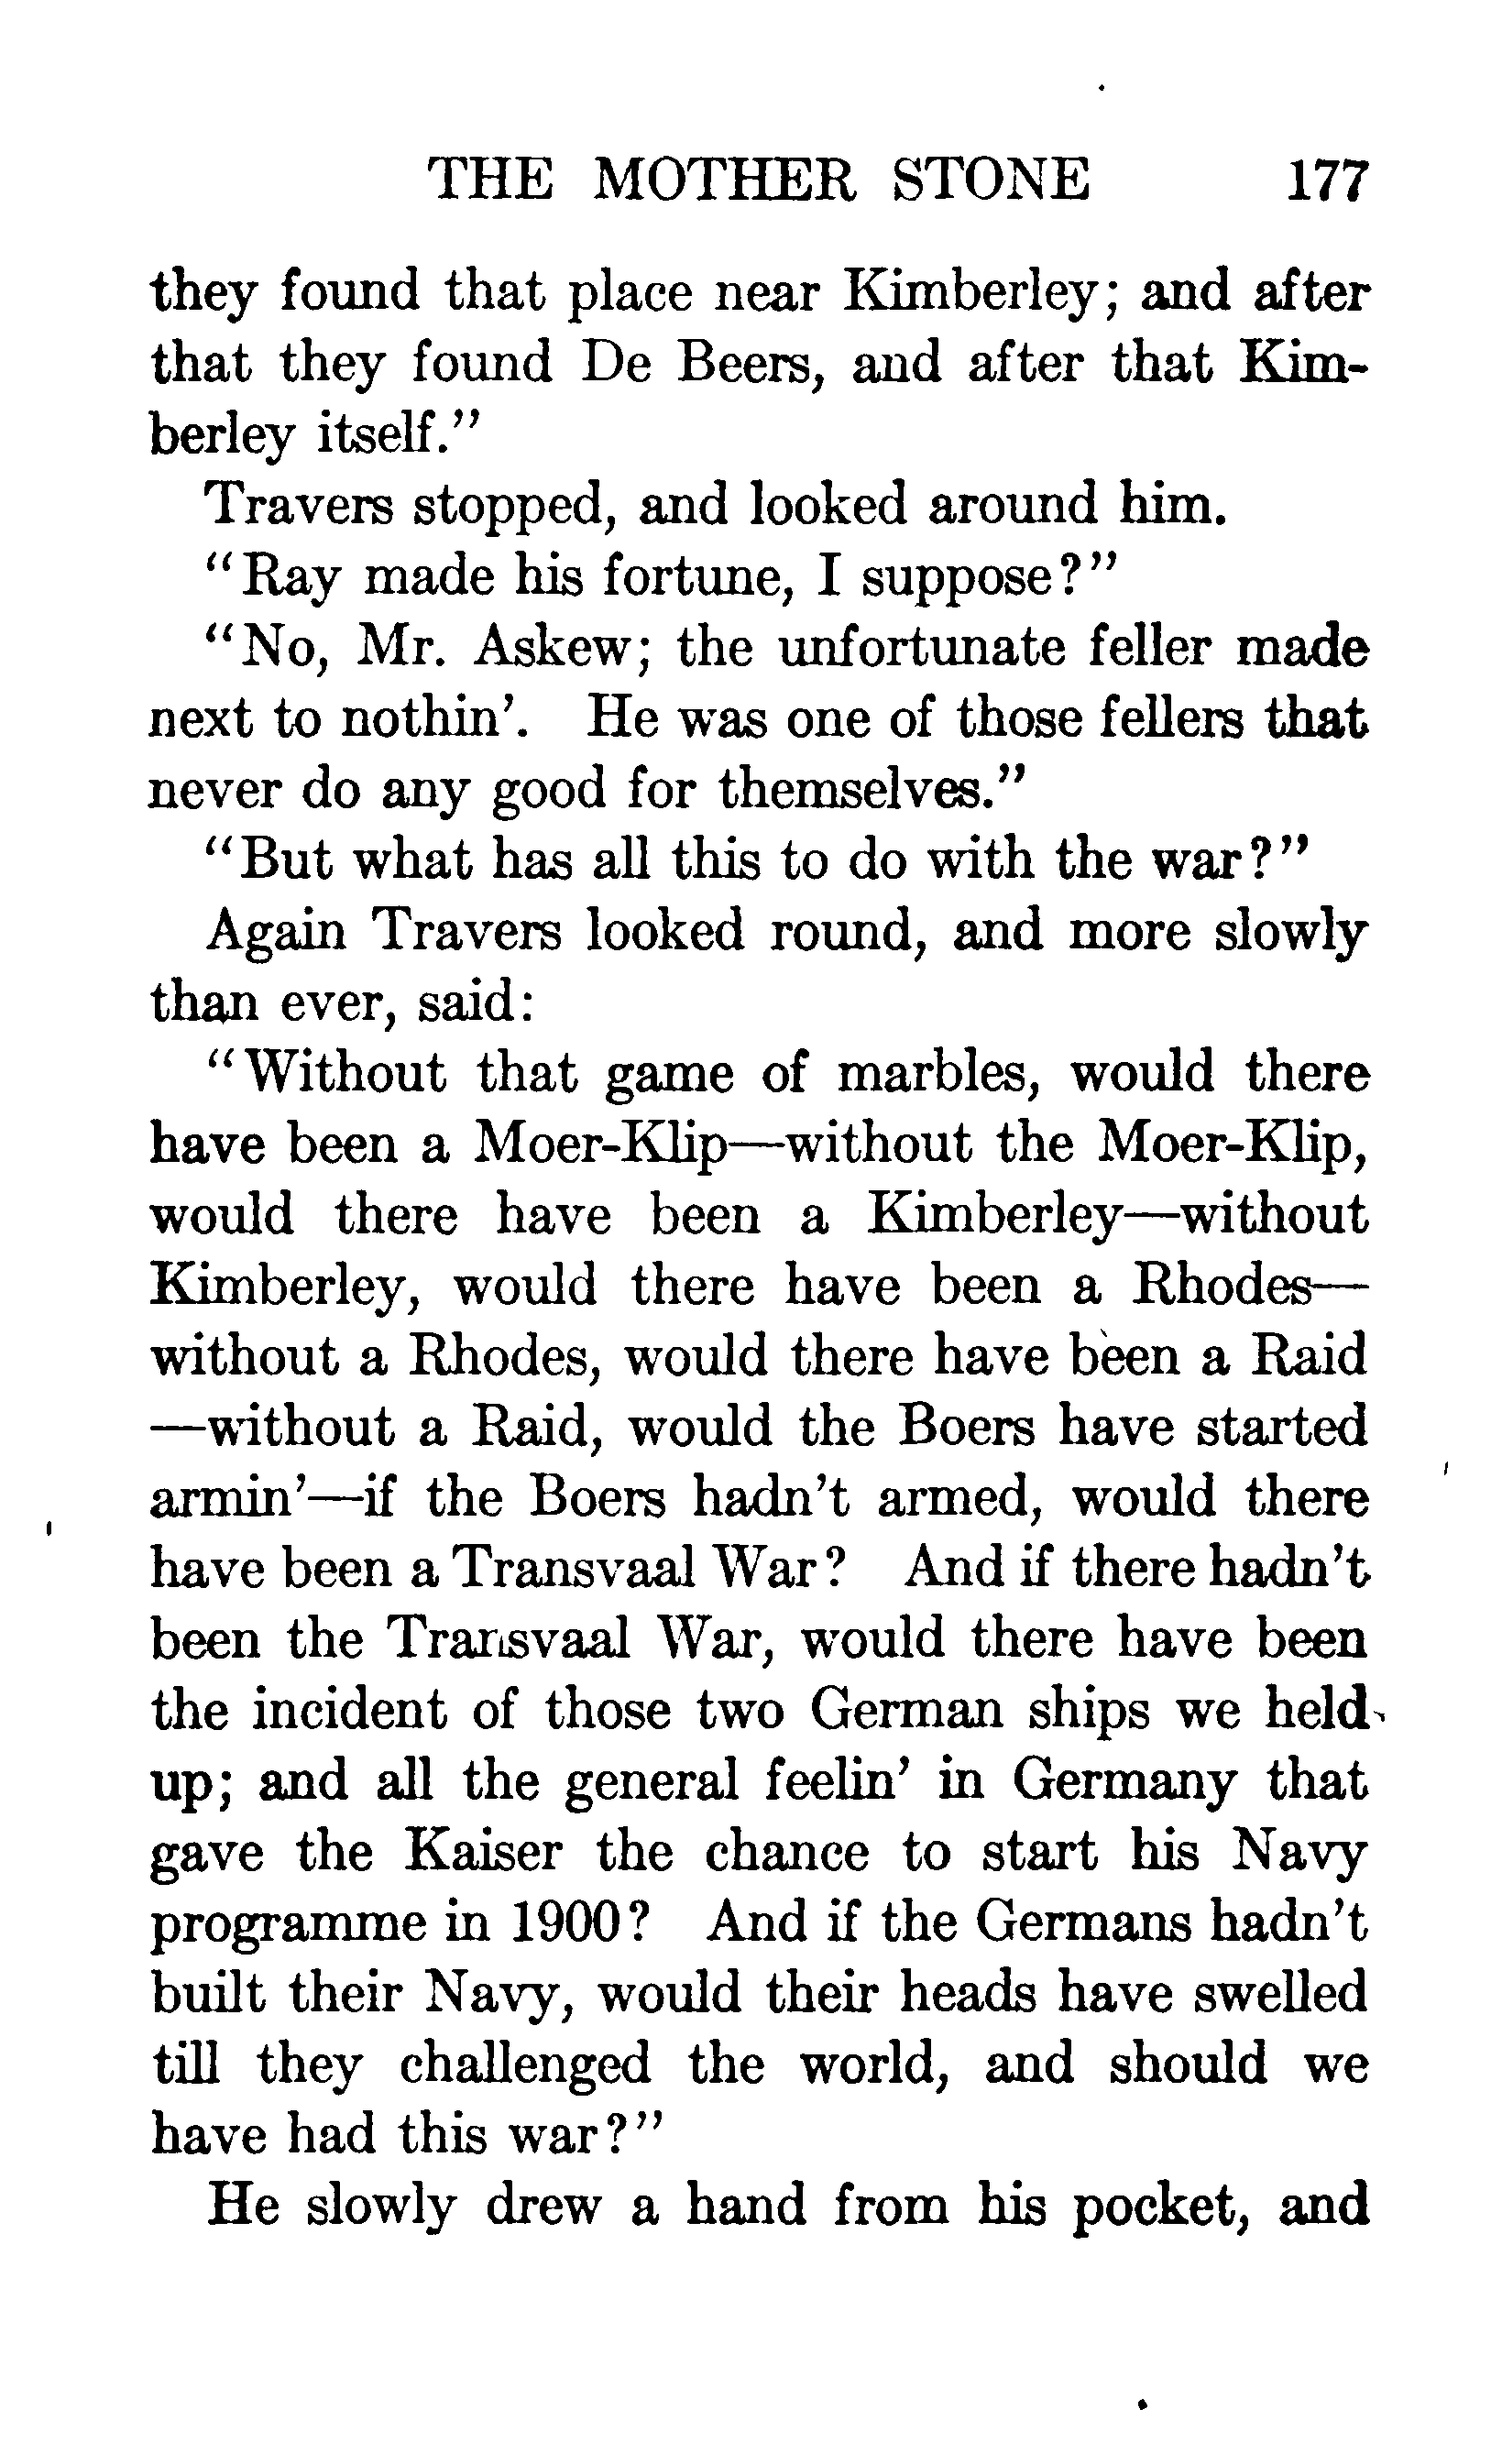 THE MOTHER STONE 177
they found that place near Kimberley; and after
that they found De Beers, and after that Kim-
berley itself."
Travers stopped, and looked around him.
"Ray made his fortune, I suppose?"
"No, Mr. Askew; the unfortunate feller made
next to nothin'. He was one of those fellers that
never do any good for themselves."
"But what has all this to do with the war?"
Again Travers looked round, and more slowly
than ever, said:
"Without that game of marbles, would there
have been a Moer-Klip—without the Moer-Klip,
would there have been a Kimberley—without
Kimberley, would there have been a Rhodes—
without a Rhodes, would there have been a Raid
—without a Raid, would the Boers have started
armin'—if the Boers hadn't armed, would there
have been a Transvaal War? And if there hadn't
been the Transvaal War, would there have been
the incident of those two German ships we held
up; and all the general feelin' in Germany that
gave the Kaiser the chance to start his Navy
programme in 1900? And if the Germans hadn't
built their Navy, would their heads have swelled
till they challenged the world, and should we
have had this war?"
He slowly drew a hand from his pocket, and